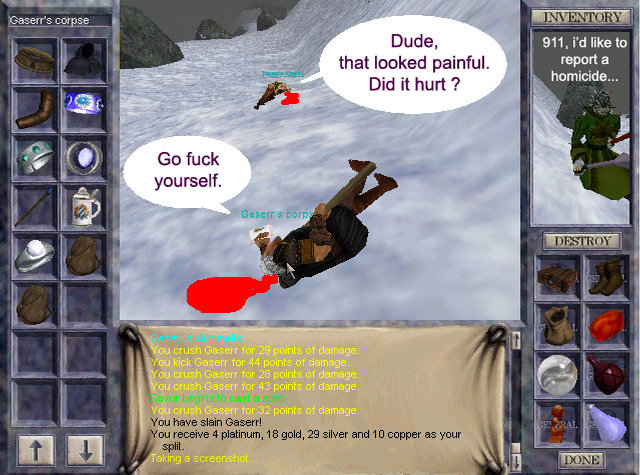 Gaserr's corpse
INVENTORY
911, i'd like to
report a
homicide...
Dude,
that looked painful.
Did it hurt ?
Go fuck
yourself.
Gaserr's corpse
DESTROY
You crush Gaserr for 29 points of damage.
You kick Gaserr for 44 points of damage.
You crush Gaserr for 28 points of damage.
You crush Gaserr for 43 points of damage.
Savor begins to cast a spell.
You crush Gaserr for 32 points of damage.
You have slain Gaserr!
You receive 4 platinum, 18 gold, 29 silver and 10 copper as your
split.
Taking a screenshot...
DONE